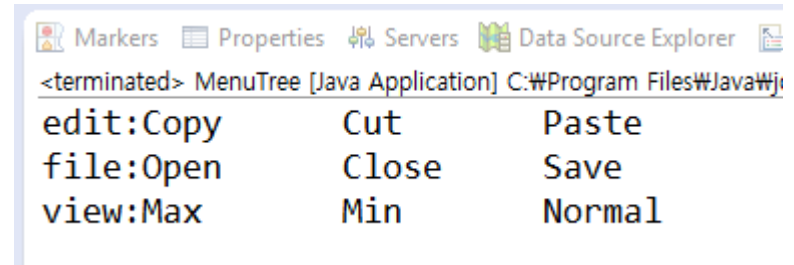 Markers Properties Servers Data Source Explorer
<terminated> MenuTree [Java Application] C:₩Program Files₩Java₩
edit:Copy Cut Paste
file:Open Close Save
view:Max Min Normal